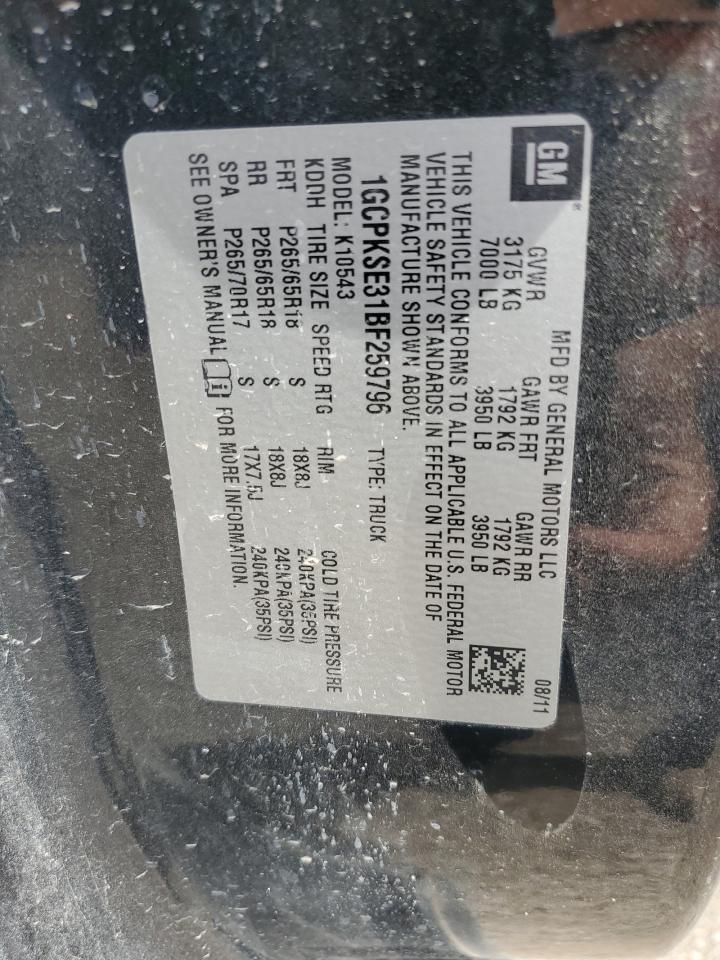 GM
MFD BY GENERAL MOTORS LLC 08/11
GVWR GAWR FRT GAWR RR
3175 KG 1792 KG 1792 KG
7000 LB 3950 LB 3950 LB
THIS VEHICLE CONFORMS TO ALL APPLICABLE U.S. FEDERAL MOTOR
VEHICLE SAFETY STANDARDS IN EFFECT ON THE DATE OF
MANUFACTURE SHOWN ABOVE.
1GCPKSE31BF259796 TYPE: TRUCK
MODEL: K10543
KDDH TIRE SIZE SPEED RTG RIM COLD TIRE PRESSURE
FRT P265/65R18 S 18X8J 240KPA(35PSI)
RR P265/65R18 S 18X8J 240KPA(35PSI)
SPA P265/70R17 S 17X7.5J 240KPA(35PSI)
SEE OWNER'S MANUAL FOR MORE INFORMATION.